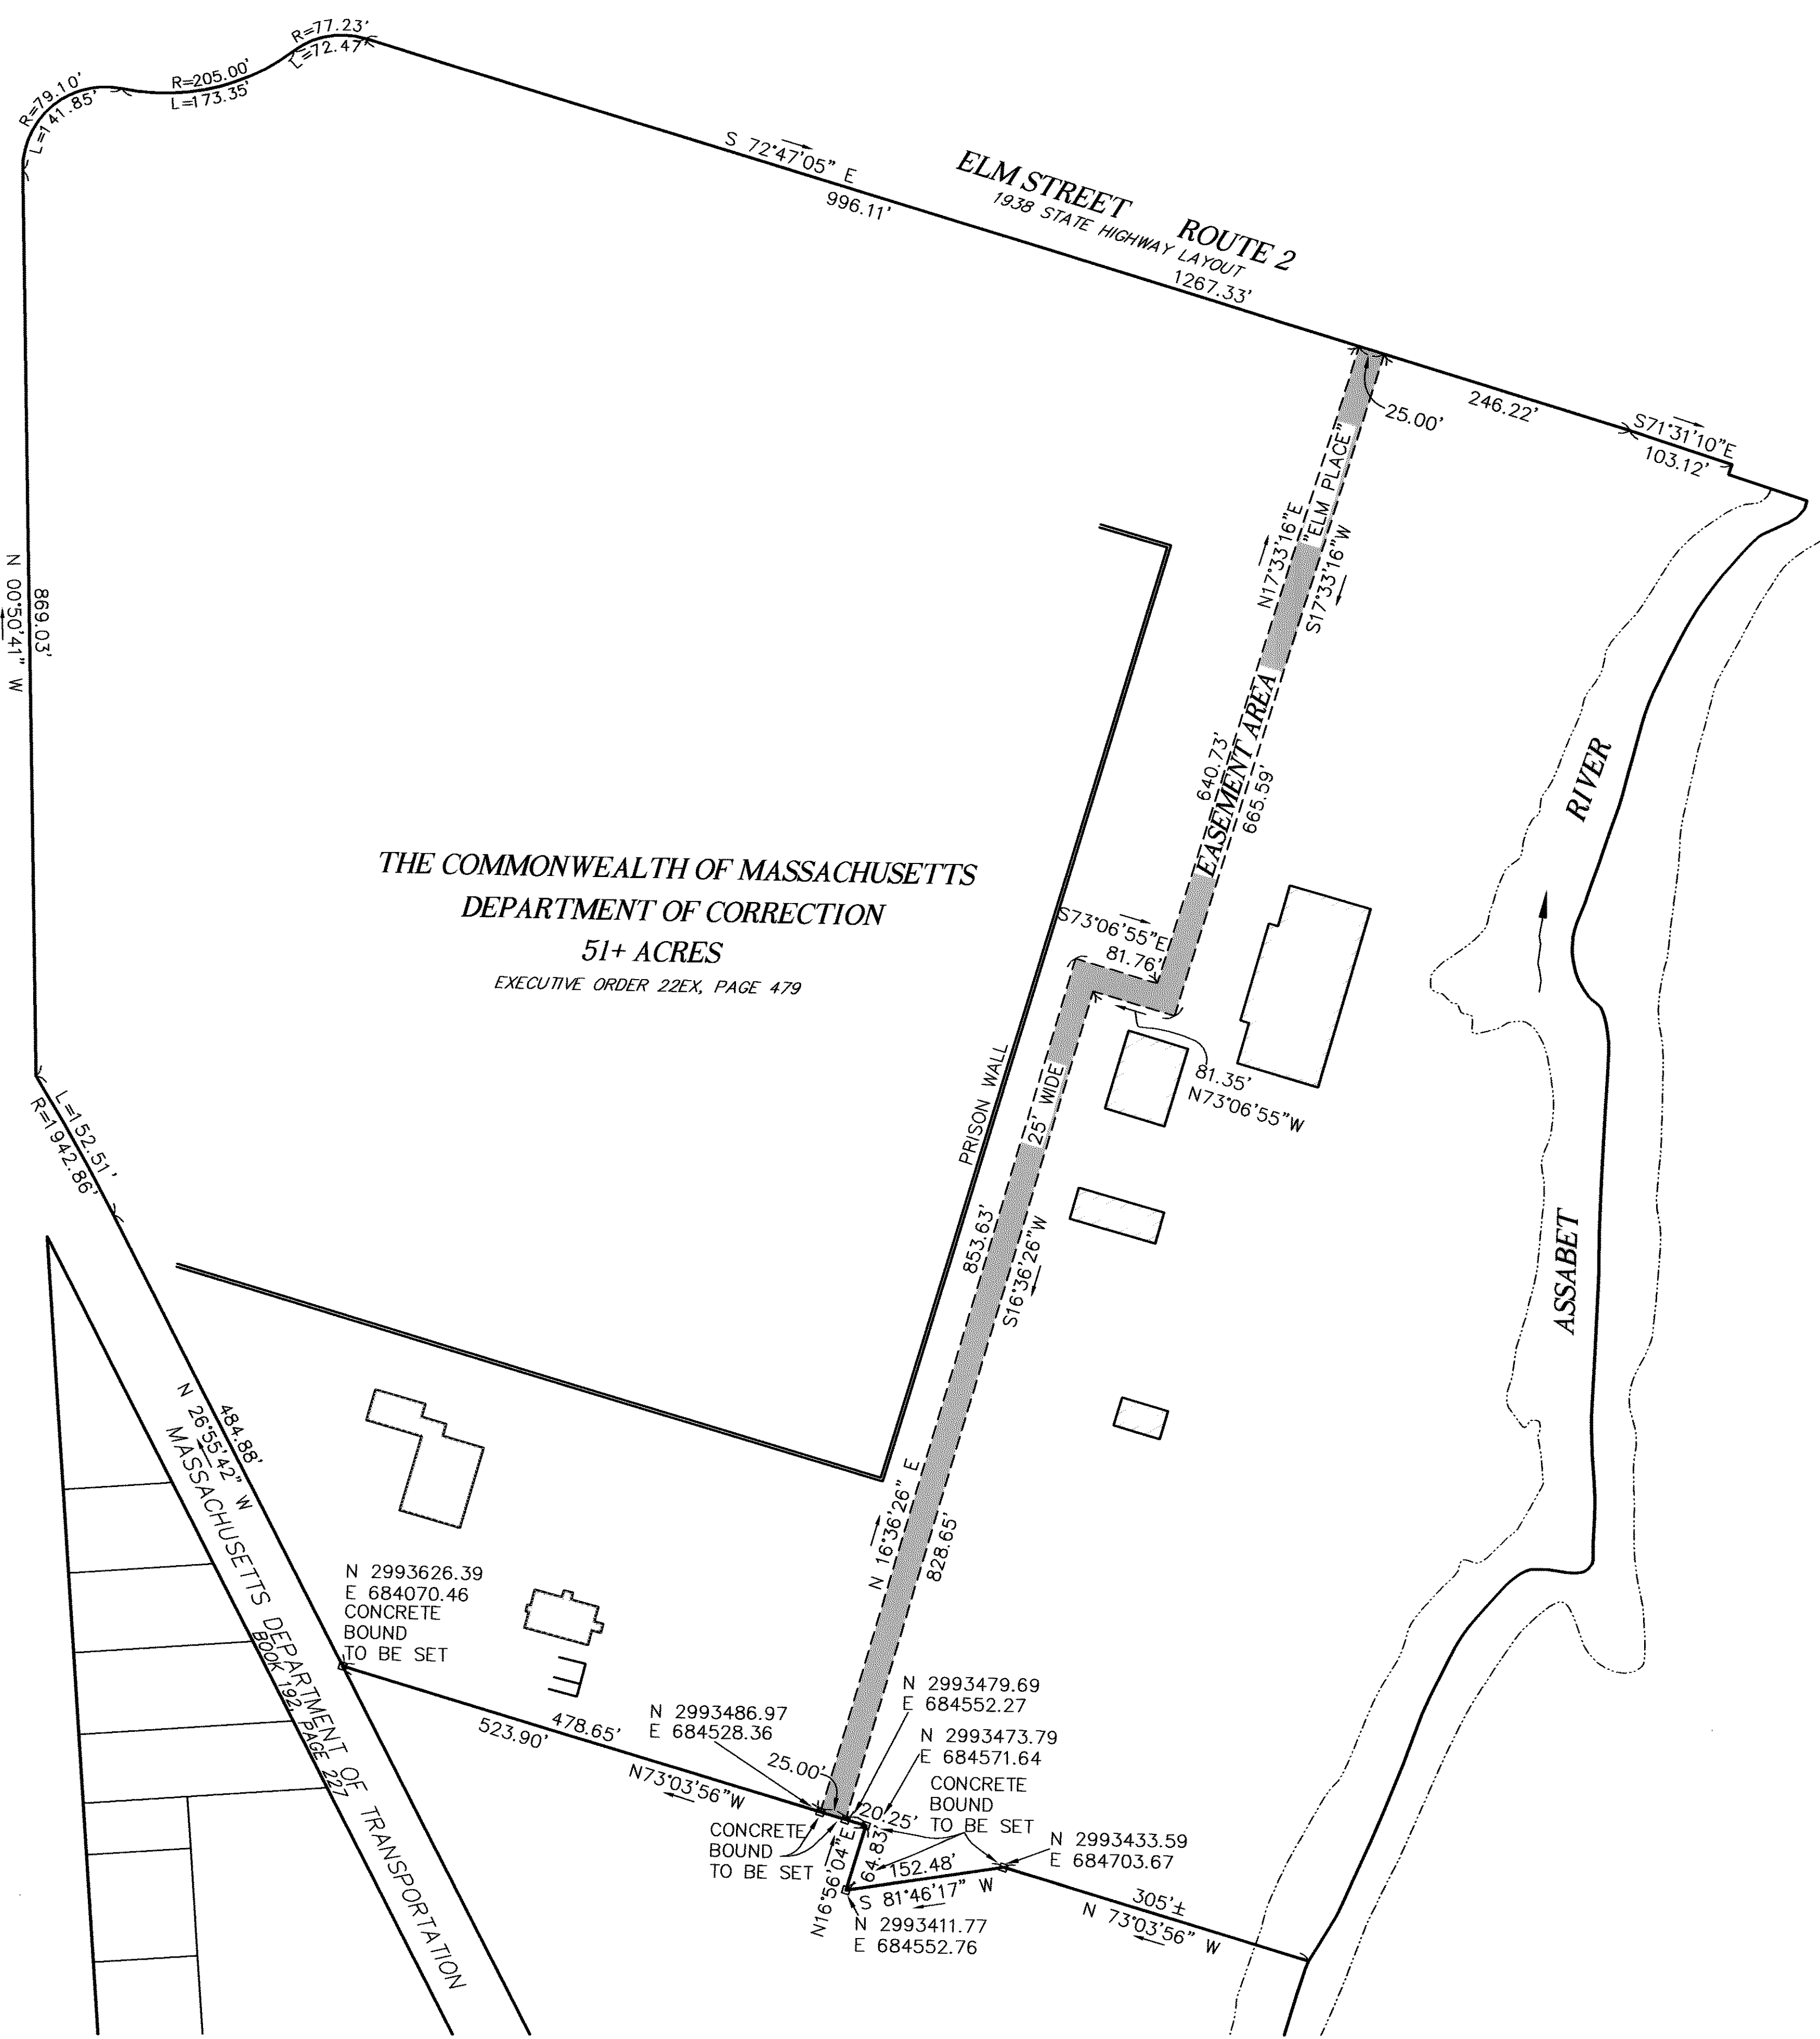 R=77.23'
L=72.47'
R=79.10'
L=141.85'
R=205.00'
L=173.35'
S 72°47'05" E
996.11'
ELM STREET ROUTE 2
1938 STATE HIGHWAY LAYOUT
1267.33'
25.00'
246.22'
S71°31'10"E
103.12'
"ELM PLACE"
N17°33'16"E
S17°33'16"W
N 00°50'41" W
869.03'
EASEMENT AREA
640.73'
665.59'
RIVER
THE COMMONWEALTH OF MASSACHUSETTS
DEPARTMENT OF CORRECTION
51+ ACRES
EXECUTIVE ORDER 22EX, PAGE 479
S73°06'55"E
81.76'
81.35'
N73°06'55"W
PRISON WALL
25' WIDE
L=152.51'
R=1942.86'
853.63'
S16°36'26"W
ASSABET
N 26°55'42" W
484.88'
MASSACHUSETTS DEPARTMENT OF TRANSPORTATION
BOOK 192, PAGE 227
N 16°36'26" E
828.65'
N 2993626.39
E 684070.46
CONCRETE
BOUND
TO BE SET
523.90'
478.65'
N73°03'56"W
N 2993486.97
E 684528.36
25.00'
N 2993479.69
E 684552.27
N 2993473.79
E 684571.64
CONCRETE
BOUND
TO BE SET
20.25'
CONCRETE
BOUND
TO BE SET
N16°56'04"E
64.83'
152.48'
S 81°46'17" W
N 2993433.59
E 684703.67
N 2993411.77
E 684552.76
305'±
N 73°03'56" W